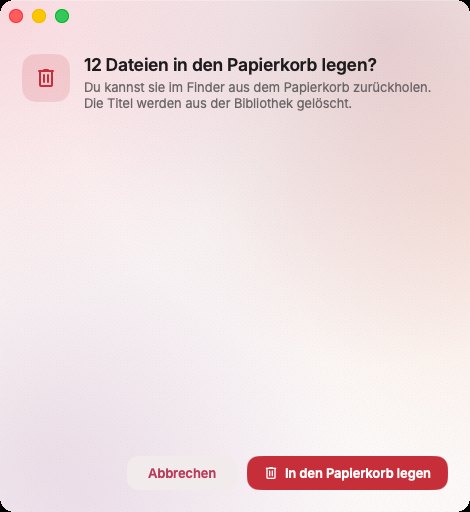 12 Dateien in den Papierkorb legen?
Du kannst sie im Finder aus dem Papierkorb zurückholen.
Die Titel werden aus der Bibliothek gelöscht.
Abbrechen
In den Papierkorb legen